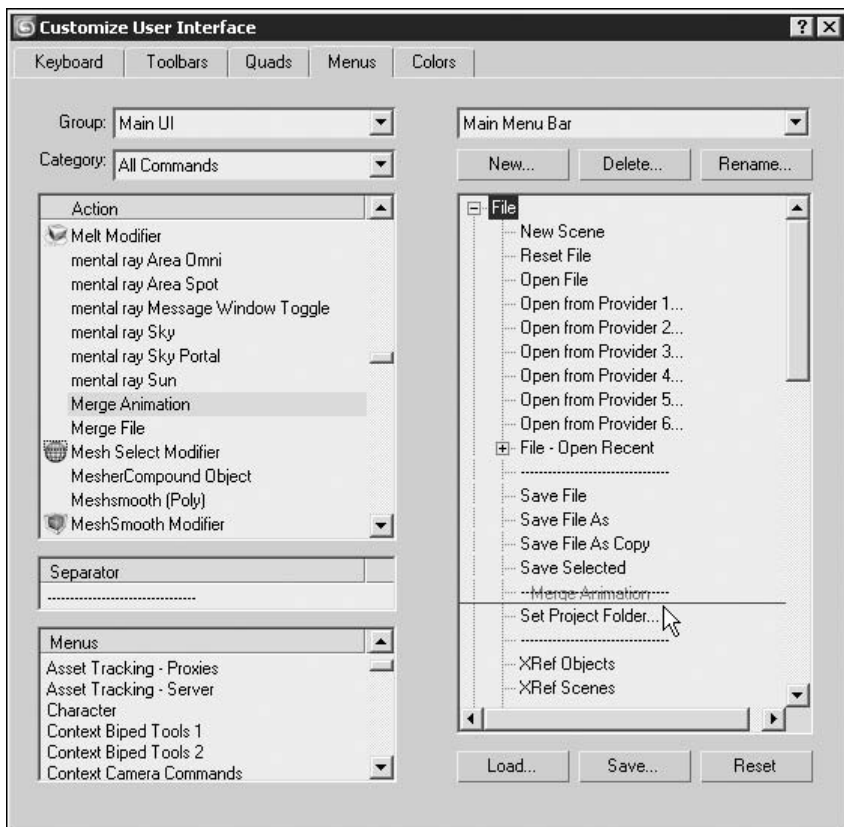 Customize User Interface
Keyboard Toolbars Quads Menus Colors
Group: Main UI
Category: All Commands
Action
Melt Modifier
mental ray Area Omni
mental ray Area Spot
mental ray Message Window Toggle
mental ray Sky
mental ray Sky Portal
mental ray Sun
Merge Animation
Merge File
Mesh Select Modifier
MesherCompound Object
Meshsmooth (Poly)
MeshSmooth Modifier
Separator
------------------------------
Menus
Asset Tracking - Proxies
Asset Tracking - Server
Character
Context Biped Tools 1
Context Biped Tools 2
Context Camera Commands
Main Menu Bar
New... Delete... Rename...
File
New Scene
Reset File
Open File
Open from Provider 1...
Open from Provider 2...
Open from Provider 3...
Open from Provider 4...
Open from Provider 5...
Open from Provider 6...
File - Open Recent
------------------------------
Save File
Save File As
Save File As Copy
Save Selected
------------------------------
Merge Animation
Set Project Folder...
------------------------------
XRef Objects
XRef Scenes
Load... Save... Reset